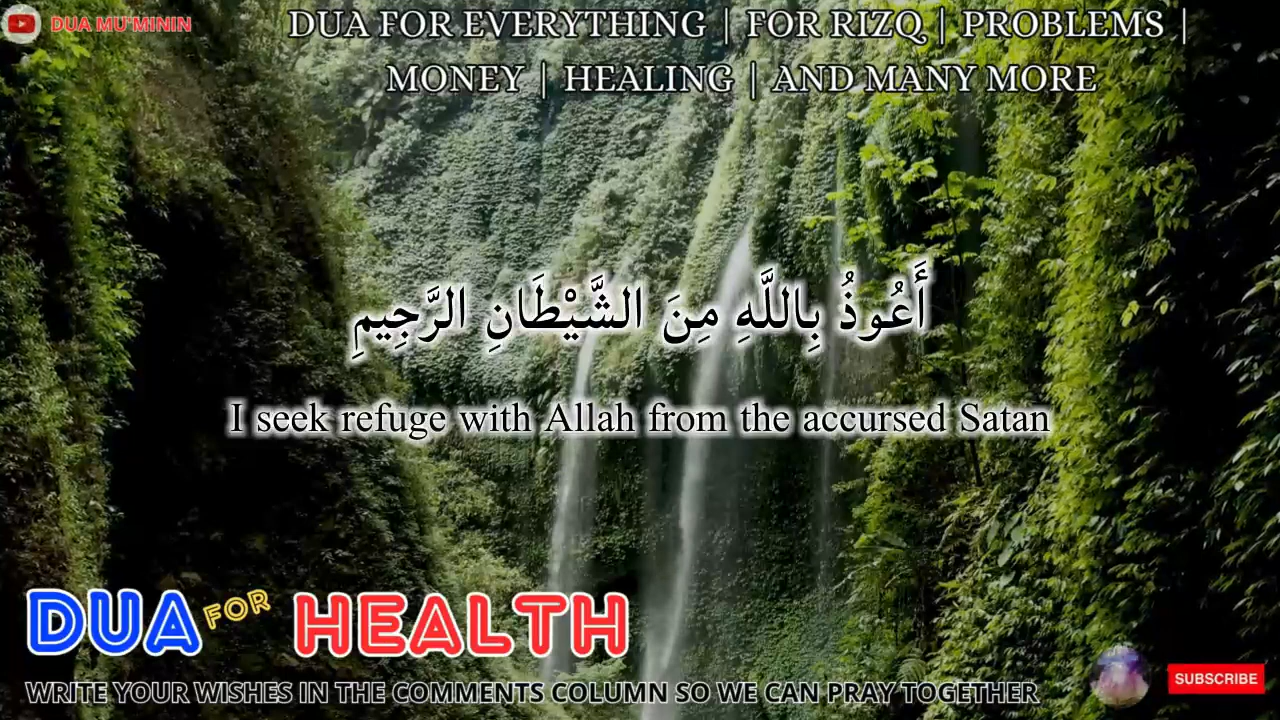 DUA MU'MININ
DUA FOR EVERYTHING | FOR RIZQ | PROBLEMS |
MONEY | HEALING | AND MANY MORE
أَعُوذُ بِاللَّهِ مِنَ الشَّيْطَانِ الرَّجِيمِ
I seek refuge with Allah from the accursed Satan
DUA FOR HEALTH
WRITE YOUR WISHES IN THE COMMENTS COLUMN SO WE CAN PRAY TOGETHER
SUBSCRIBE